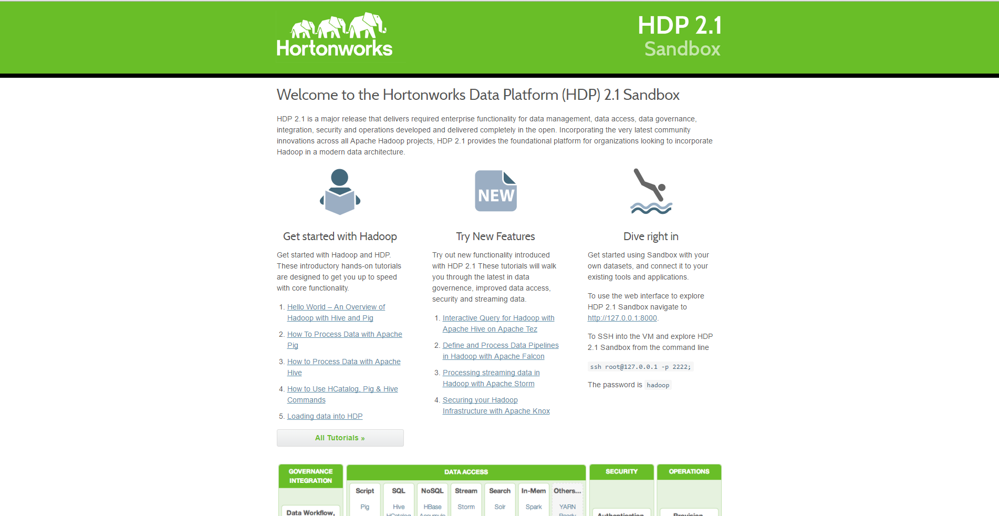 Hortonworks
HDP 2.1
Sandbox
Welcome to the Hortonworks Data Platform (HDP) 2.1 Sandbox
HDP 2.1 is a major release that delivers required enterprise functionality for data management, data access, data governance,
integration, security and operations developed and delivered completely in the open. Incorporating the very latest community
innovations across all Apache Hadoop projects, HDP 2.1 provides the foundational platform for organizations looking to incorporate
Hadoop in a modern data architecture.
NEW
Get started with Hadoop
Get started with Hadoop and HDP.
These introductory hands-on tutorials
are designed to get you up to speed
with core functionality.
1. Hello World – An Overview of
Hadoop with Hive and Pig
2. How To Process Data with Apache
Pig
3. How to Process Data with Apache
Hive
4. How to Use HCatalog, Pig & Hive
Commands
5. Loading data into HDP
All Tutorials »
Try New Features
Try out new functionality introduced
with HDP 2.1 These tutorials will walk
you through the latest in data
governence, improved data access,
security and streaming data.
1. Interactive Query for Hadoop with
Apache Hive on Apache Tez
2. Define and Process Data Pipelines
in Hadoop with Apache Falcon
3. Processing streaming data in
Hadoop with Apache Storm
4. Securing your Hadoop
Infrastructure with Apache Knox
Dive right in
Get started using Sandbox with your
own datasets, and connect it to your
existing tools and applications.
To use the web interface to explore
HDP 2.1 Sandbox navigate to
http://127.0.0.1:8000.
To SSH into the VM and explore HDP
2.1 Sandbox from the command line
ssh root@127.0.0.1 -p 2222;
The password is hadoop
GOVERNANCE
INTEGRATION
Data Workflow,
DATA ACCESS
Script
Pig
SQL
Hive
HCatalog
NoSQL
HBase
Accumulo
Stream
Storm
Search
Solr
In-Mem
Spark
Others...
YARN
Ready
SECURITY
Authentication
OPERATIONS
Provision